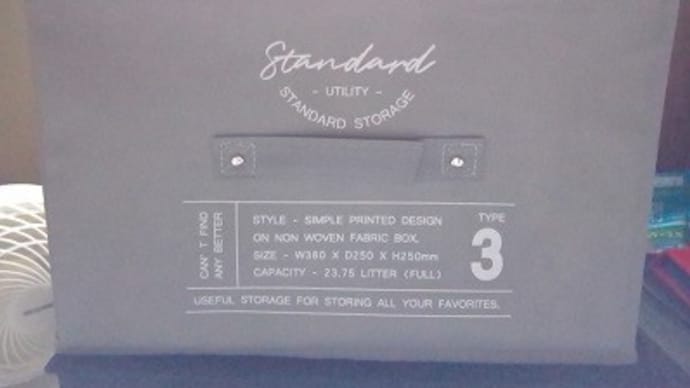 Standard
- UTILITY -
STANDARD STORAGE
CAN' T FIND
ANY BETTER
STYLE - SIMPLE PRINTED DESIGN
ON NON WOVEN FABRIC BOX.
SIZE - W380 X D250 X H250mm
CAPACITY - 23.75 LITTER (FULL)
TYPE
3
USEFUL STORAGE FOR STORING ALL YOUR FAVORITES.